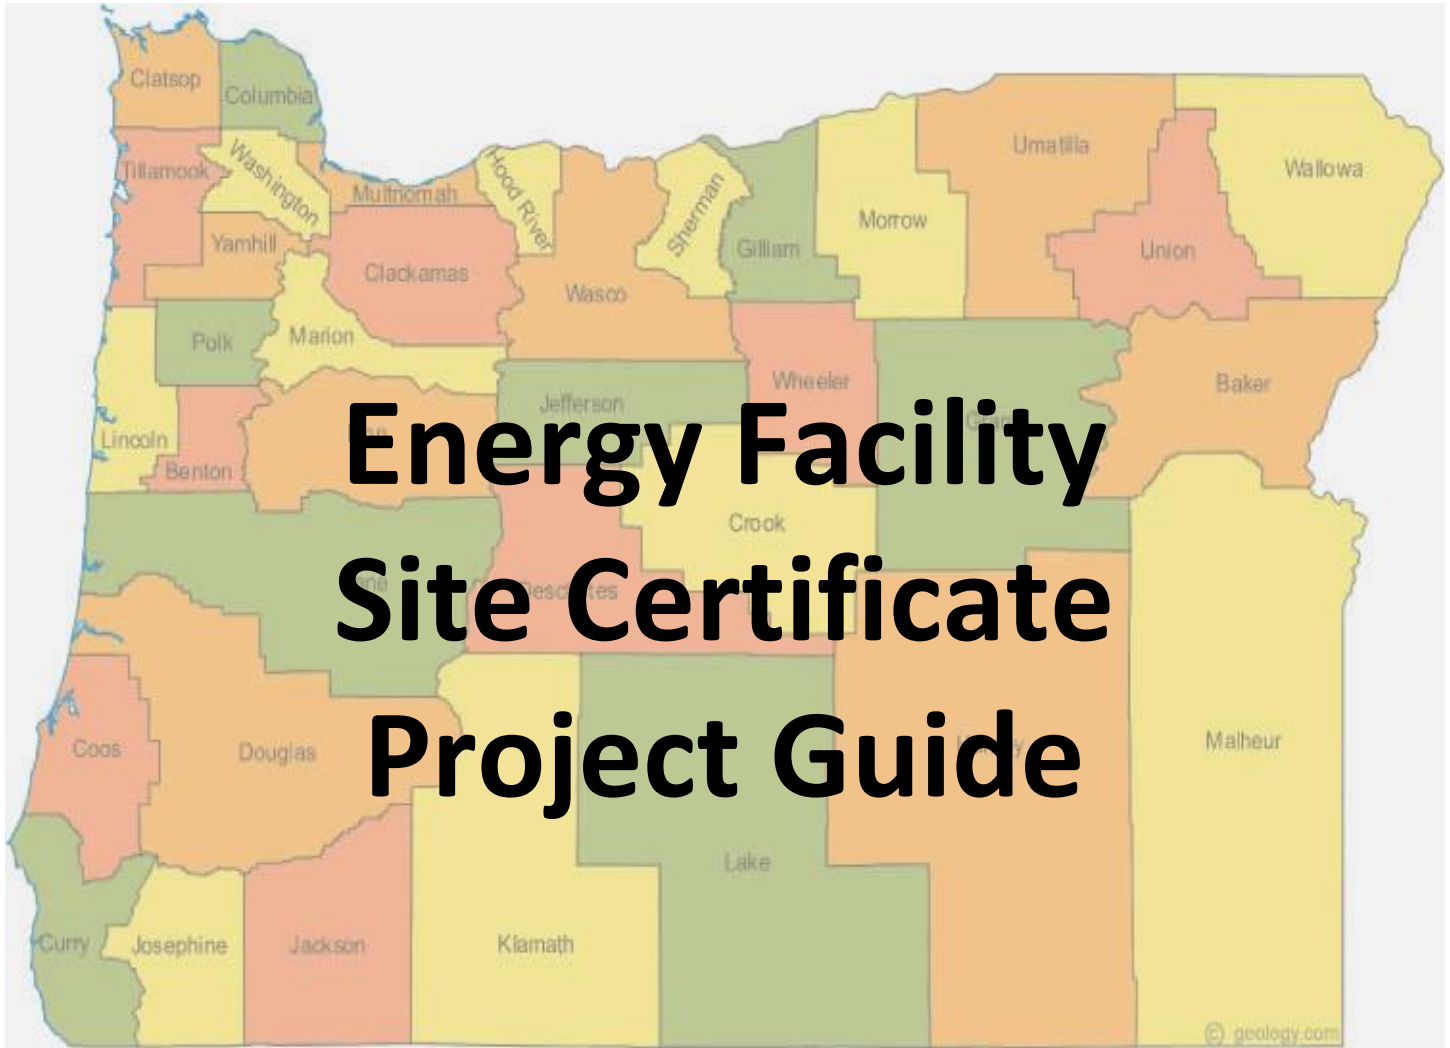 Clatsop
Columbia
Tillamook
Washington
Multnomah
Hood River
Sherman
Umatilla
Wallowa
Yamhill
Clackamas
Wasco
Gilliam
Morrow
Union
Polk
Marion
Jefferson
Wheeler
Baker
Lincoln
Benton
Energy Facility
Crook
Deschutes
Site Certificate
Coos
Douglas
Malheur
Project Guide
Lake
Curry
Josephine
Jackson
Klamath
© geology.com